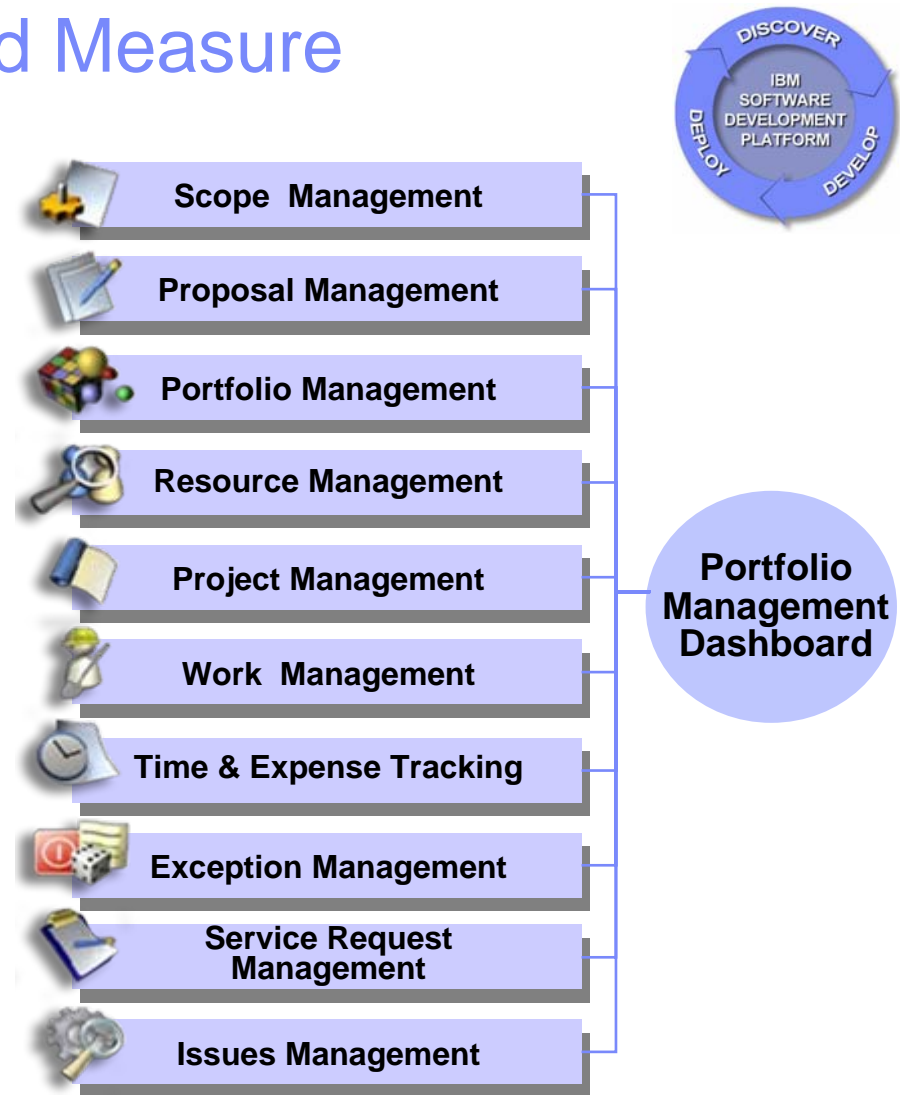 d Measure
DISCOVER
IBM
SOFTWARE
DEVELOPMENT
PLATFORM
DEPLOY
DEVELOP
Scope Management
Proposal Management
Portfolio Management
Resource Management
Project Management
Work Management
Time & Expense Tracking
Exception Management
Service Request
Management
Issues Management
Portfolio
Management
Dashboard